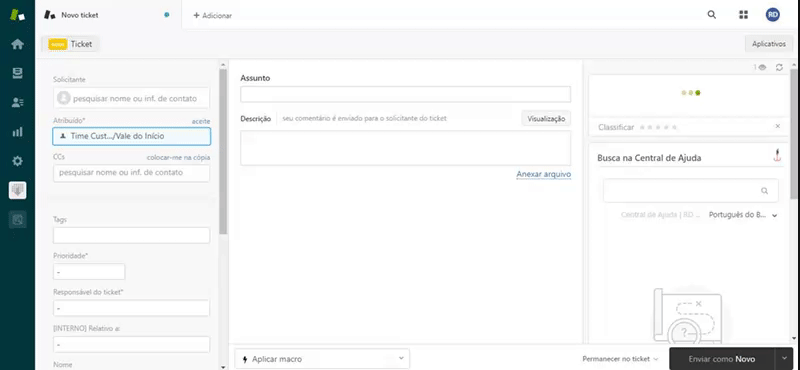 Novo ticket
+ Adicionar
RD
NOVO Ticket
Aplicativos
Solicitante
pesquisar nome ou inf. de contato
Atribuído*
aceite
Time Cust.../Vale do Início
CCs
colocar-me na cópia
pesquisar nome ou inf. de contato
Tags
Prioridade*
-
Responsável do ticket*
-
[INTERNO] Relativo a:
-
Nome
Assunto
Descrição
seu comentário é enviado para o solicitante do ticket
Visualização
Anexar arquivo
Aplicar macro
1
Classificar
×
Busca na Central de Ajuda
Central de Ajuda | RD ...
Português do B...
Permanecer no ticket
Enviar como Novo